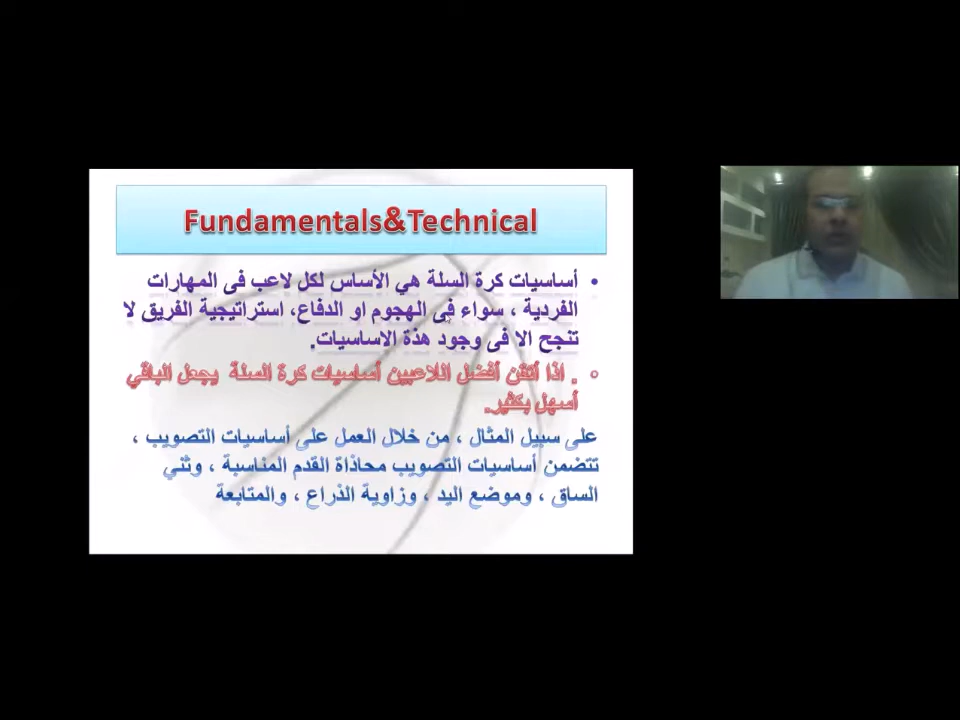 Fundamentals&Technical
• أساسيات كرة السلة هي الأساس لكل لاعب فى المهارات
الفردية ، سواء فى الهجوم او الدفاع، استراتيجية الفريق لا
تنجح الا فى وجود هذة الاساسيات.
• . اذا أتقن أفضل اللاعبين أساسيات كرة السلة يجعل الباقي
أسهل بكثير.
على سبيل المثال ، من خلال العمل على أساسيات التصويب ،
تتضمن أساسيات التصويب محاذاة القدم المناسبة ، وثني
الساق ، وموضع اليد ، وزاوية الذراع ، والمتابعة